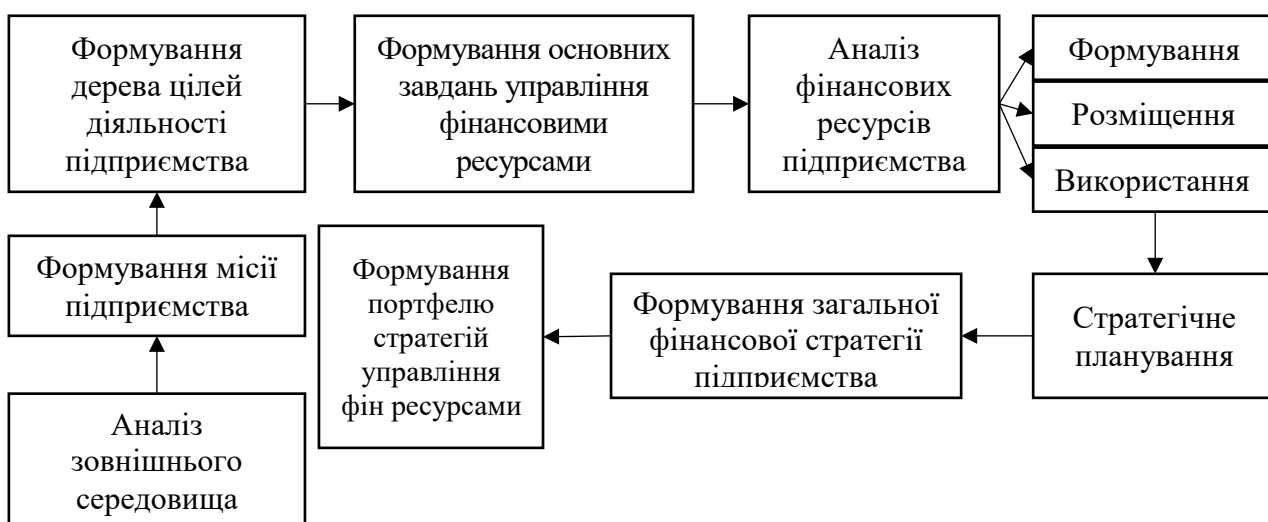 Формування
дерева цілей
діяльності
підприємства
Формування основних
завдань управління
фінансовими
ресурсами
Аналіз
фінансових
ресурсів
підприємства
Формування
Розміщення
Використання
Формування місії
підприємства
Формування
портфелю
стратегій
управління
фін ресурсами
Формування загальної
фінансової стратегії
підприємства
Стратегічне
планування
Аналіз
зовнішнього
середовища